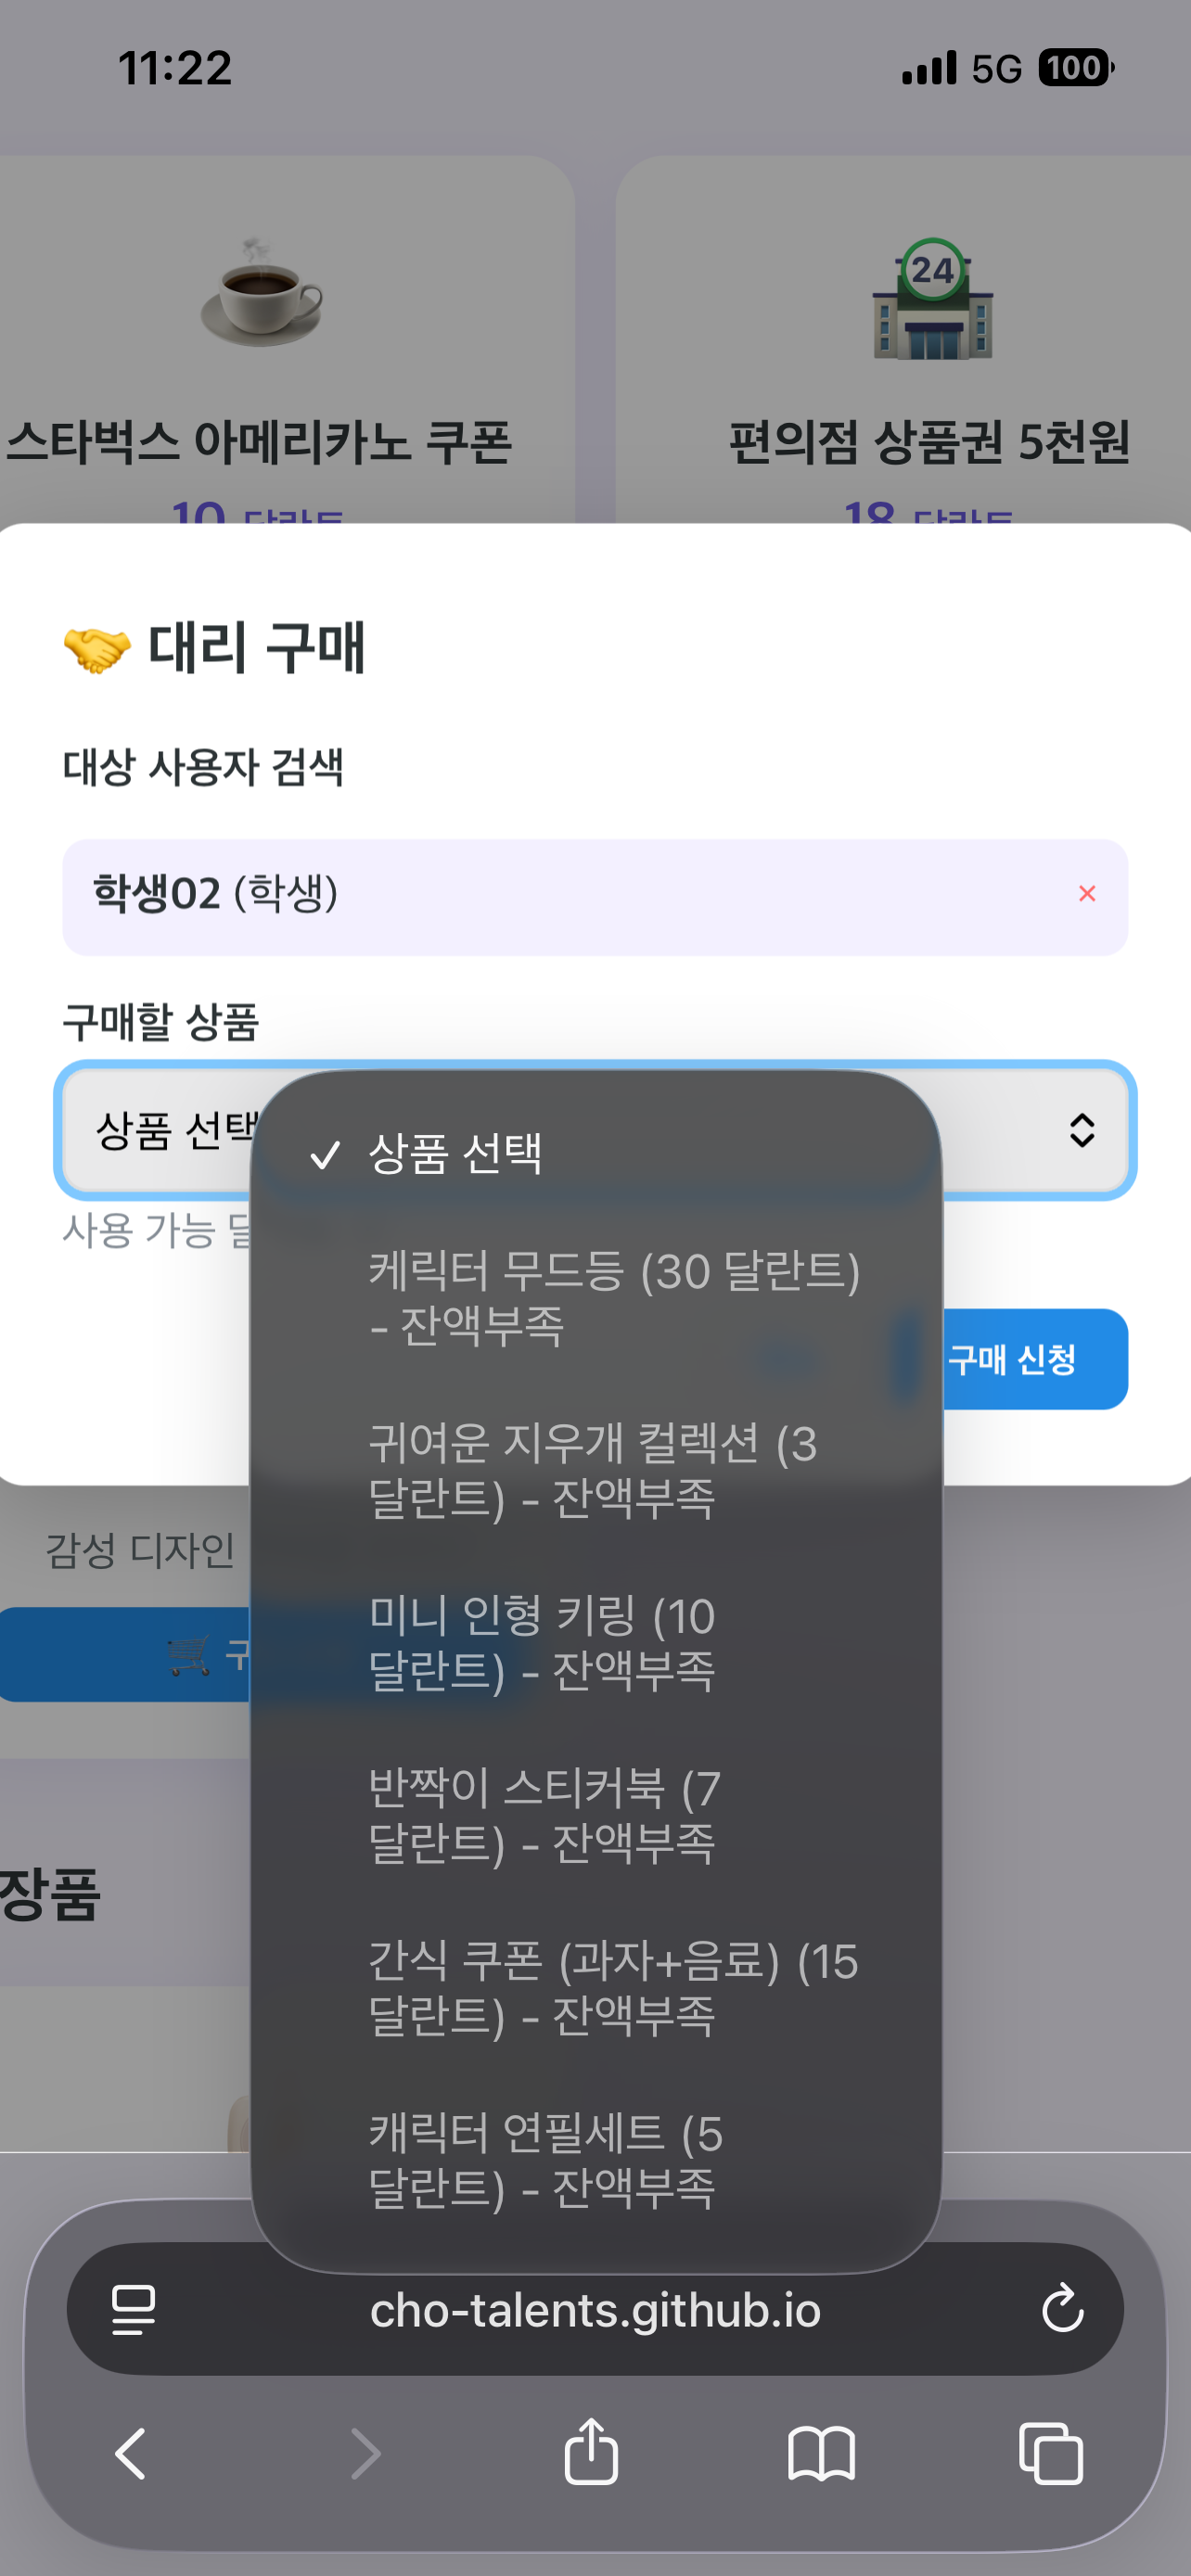 11:22
5G 100
24
스타벅스 아메리카노 쿠폰
편의점 상품권 5천원
10 달란트
18 달란트
대리 구매
대상 사용자 검색
학생02 (학생)
×
구매할 상품
상품 선택
✓ 상품 선택
사용 가능
케릭터 무드등 (30 달란트)
- 잔액부족
구매 신청
귀여운 지우개 컬렉션 (3
달란트) - 잔액부족
감성 디자인
미니 인형 키링 (10
달란트) - 잔액부족
반짝이 스티커북 (7
달란트) - 잔액부족
장품
간식 쿠폰 (과자+음료) (15
달란트) - 잔액부족
캐릭터 연필세트 (5
달란트) - 잔액부족
cho-talents.github.io